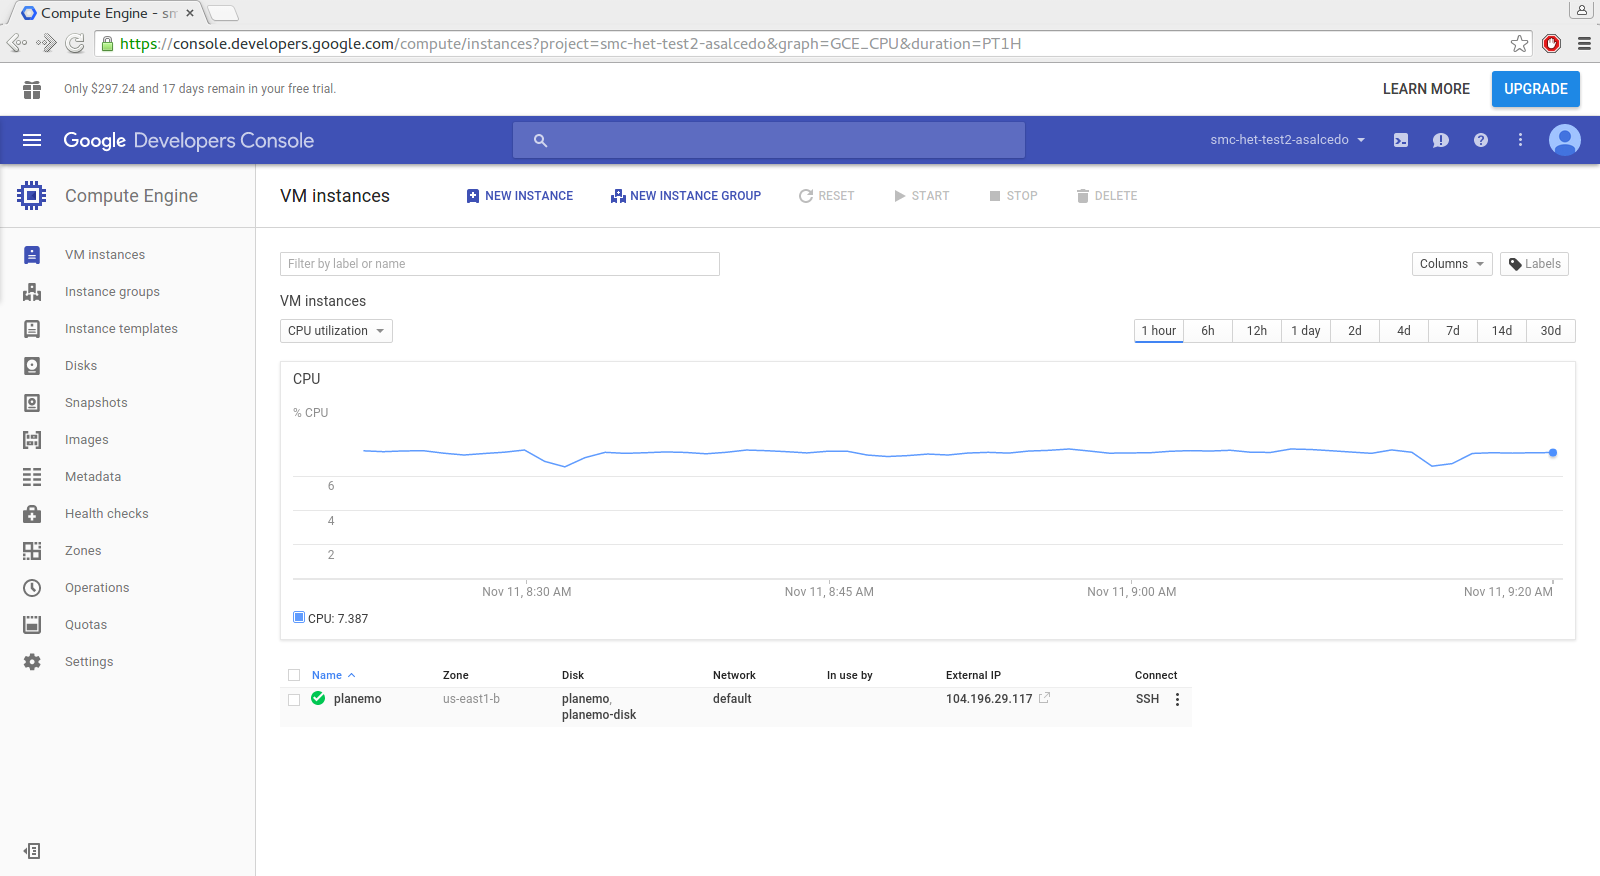 Compute Engine - sm
https://console.developers.google.com/compute/instances?project=smc-het-test2-asalcedo&graph=GCE_CPU&duration=PT1H
Only $297.24 and 17 days remain in your free trial.
LEARN MORE
UPGRADE
Google Developers Console
smc-het-test2-asalcedo
Compute Engine
VM instances
NEW INSTANCE
NEW INSTANCE GROUP
RESET
START
STOP
DELETE
VM instances
Instance groups
Instance templates
Disks
Snapshots
Images
Metadata
Health checks
Zones
Operations
Quotas
Settings
Filter by label or name
Columns
Labels
VM instances
CPU utilization
1 hour 6h 12h 1 day 2d 4d 7d 14d 30d
CPU
% CPU
6
4
2
Nov 11, 8:30 AM Nov 11, 8:45 AM Nov 11, 9:00 AM Nov 11, 9:20 AM
CPU: 7.387
Name Zone Disk Network In use by External IP Connect
planemo us-east1-b planemo, default 104.196.29.117 SSH
planemo-disk